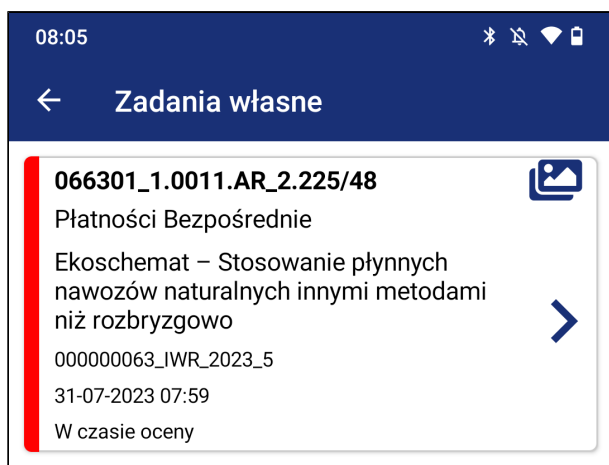 08:05
Zadania własne
066301_1.0011.AR_2.225/48
Płatności Bezpośrednie
Ekoschemat – Stosowanie płynnych
nawozów naturalnych innymi metodami
niż rozbryzgowo
000000063_IWR_2023_5
31-07-2023 07:59
W czasie oceny